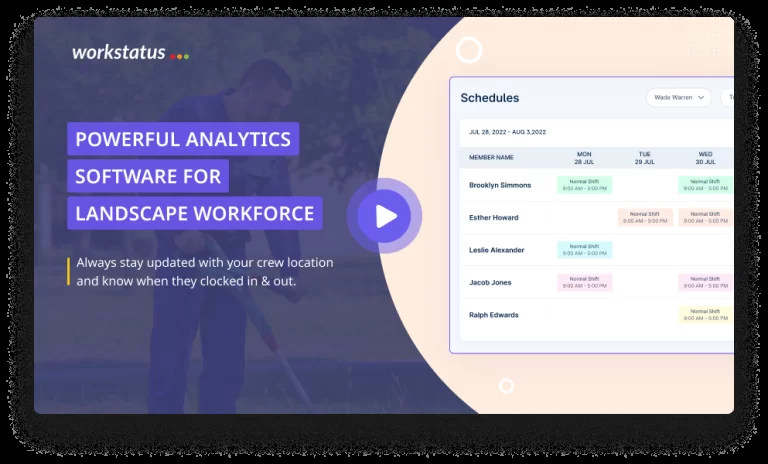 workstatus
POWERFUL ANALYTICS
SOFTWARE FOR
LANDSCAPE WORKFORCE
Always stay updated with your crew location
and know when they clocked in & out.
Schedules
Wade Warren
JUL 28, 2022 - AUG 3,2022
MEMBER NAME MON TUE WED
28 JUL 29 JUL 30 JUL
Brooklyn Simmons Normal Shift Normal Shift
9:00 AM - 5:00 PM 9:00 AM - 5:00 PM
Esther Howard Normal Shift Normal Shift
9:00 AM - 5:00 PM 9:00 AM - 5:00 PM
Leslie Alexander Normal Shift
9:00 AM - 5:00 PM
Jacob Jones Normal Shift Normal Shift
9:00 AM - 5:00 PM 9:00 AM - 5:00 PM
Ralph Edwards Normal Shift
9:00 AM - 5:00 PM